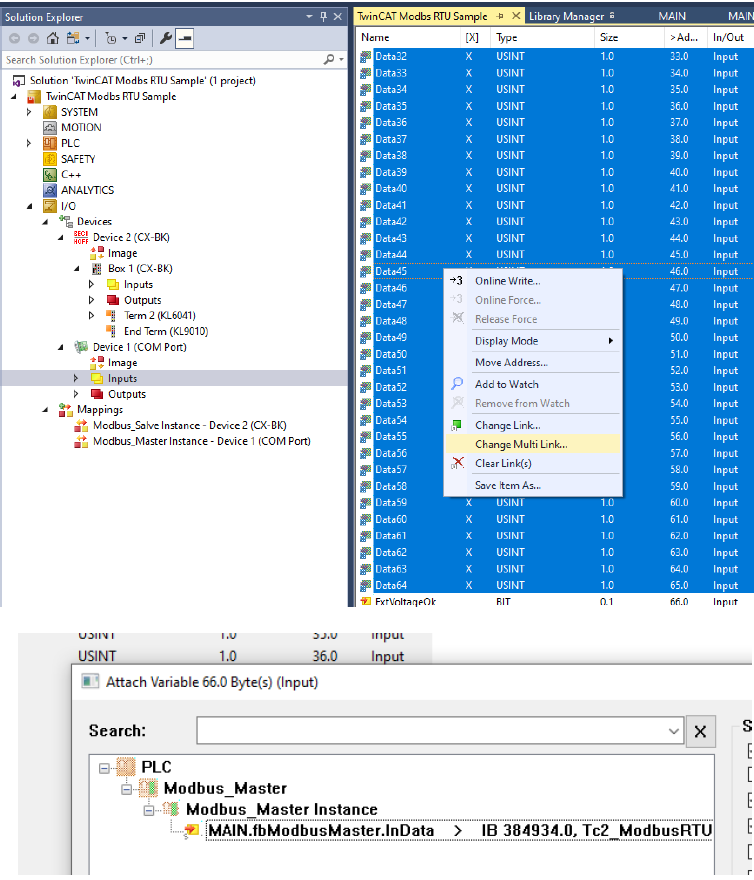 Solution Explorer
Search Solution Explorer (Ctrl+;)
Solution 'TwinCAT Modbs RTU Sample' (1 project)
TwinCAT Modbs RTU Sample
SYSTEM
MOTION
PLC
SAFETY
C++
ANALYTICS
I/O
Devices
Device 2 (CX-BK)
Image
Box 1 (CX-BK)
Inputs
Outputs
Term 2 (KL6041)
End Term (KL9010)
Device 1 (COM Port)
Image
Inputs
Outputs
Mappings
Modbus_Salve Instance - Device 2 (CX-BK)
Modbus_Master Instance - Device 1 (COM Port)
TwinCAT Modbs RTU Sample Library Manager MAIN MAIN
Name [X] Type Size >Ad... In/Out
Data32 X USINT 1.0 33.0 Input
Data33 X USINT 1.0 34.0 Input
Data34 X USINT 1.0 35.0 Input
Data35 X USINT 1.0 36.0 Input
Data36 X USINT 1.0 37.0 Input
Data37 X USINT 1.0 38.0 Input
Data38 X USINT 1.0 39.0 Input
Data39 X USINT 1.0 40.0 Input
Data40 X USINT 1.0 41.0 Input
Data41 X USINT 1.0 42.0 Input
Data42 X USINT 1.0 43.0 Input
Data43 X USINT 1.0 44.0 Input
Data44 X USINT 1.0 45.0 Input
Data45 46.0 Input
Data46 47.0 Input
Data47 48.0 Input
Data48 49.0 Input
Data49 50.0 Input
Data50 51.0 Input
Data51 52.0 Input
Data52 53.0 Input
Data53 54.0 Input
Data54 55.0 Input
Data55 56.0 Input
Data56 57.0 Input
Data57 58.0 Input
Data58 59.0 Input
Data59 X USINT 1.0 60.0 Input
Data60 X USINT 1.0 61.0 Input
Data61 X USINT 1.0 62.0 Input
Data62 X USINT 1.0 63.0 Input
Data63 X USINT 1.0 64.0 Input
Data64 X USINT 1.0 65.0 Input
ExtVoltageOk BIT 0.1 66.0 Input
Online Write...
Online Force...
Release Force
Display Mode
Move Address...
Add to Watch
Remove from Watch
Change Link...
Change Multi Link...
Clear Link(s)
Save Item As...
USINT 1.0 35.0 Input
USINT 1.0 36.0 Input
Attach Variable 66.0 Byte(s) (Input)
Search:
PLC
Modbus_Master
Modbus_Master Instance
MAIN.fbModbusMaster.InData > IB 384934.0, Tc2_ModbusRTU